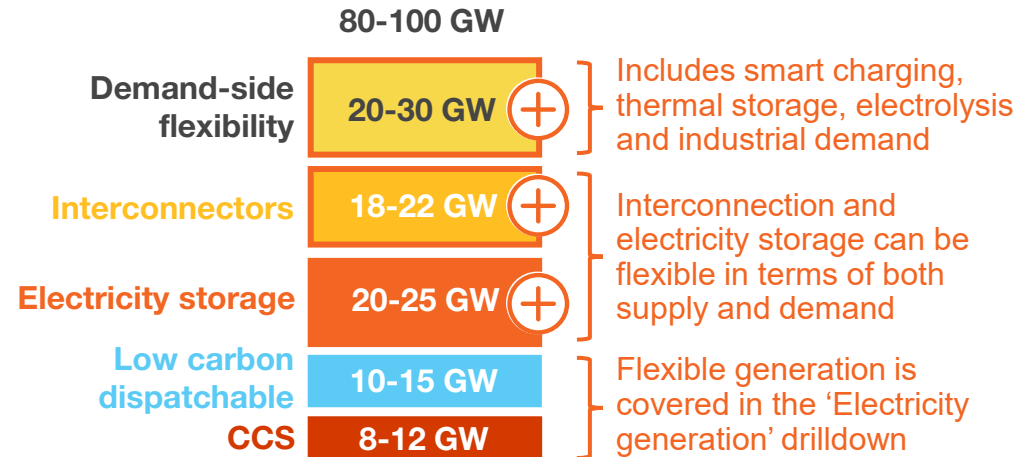 80-100 GW
Demand-side
flexibility
20-30 GW
Includes smart charging,
thermal storage, electrolysis
and industrial demand
Interconnectors
18-22 GW
Electricity storage
20-25 GW
Interconnection and
electricity storage can be
flexible in terms of both
supply and demand
Low carbon
dispatchable
10-15 GW
CCS
8-12 GW
Flexible generation is
covered in the ‘Electricity
generation’ drilldown